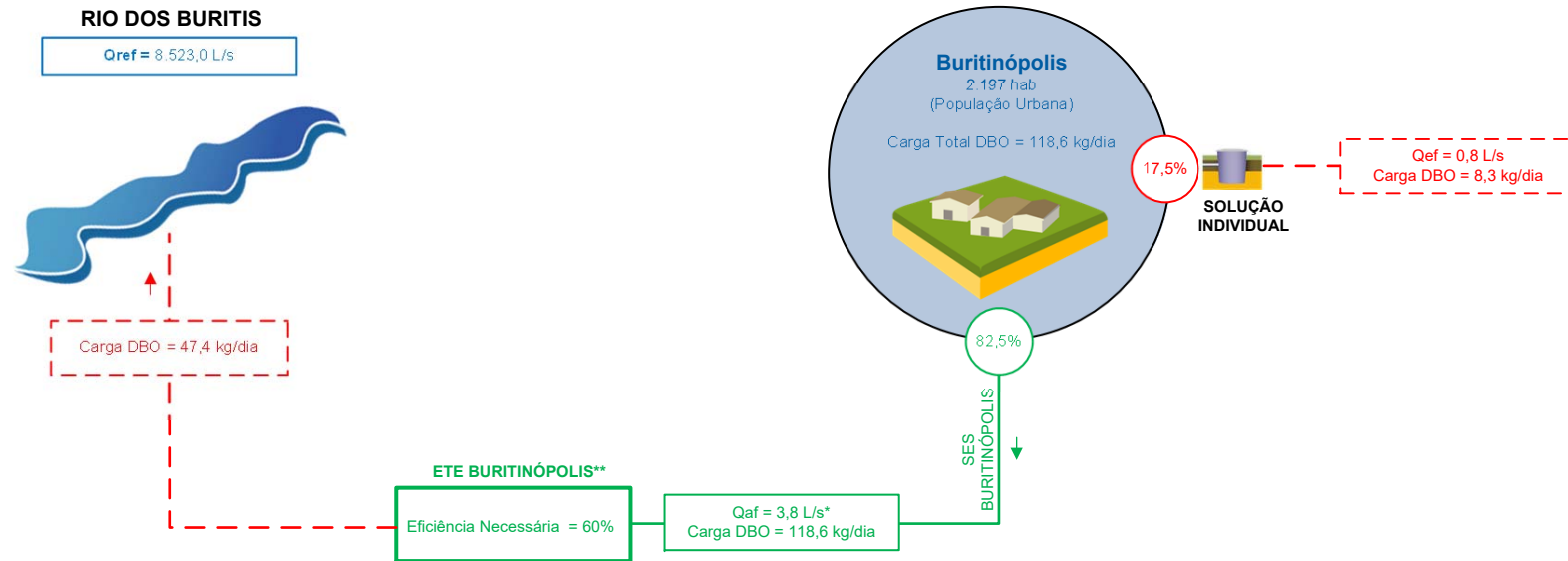 RIO DOS BURITIS
Qref = 8.523,0 L/s
Buritinópolis
2.197 hab
(População Urbana)
Carga Total DBO = 118,6 kg/dia
17,5%
SOLUÇÃO
INDIVIDUAL
Qef = 0,8 L/s
Carga DBO = 8,3 kg/dia
82,5%
SES
BURITINÓPOLIS
Carga DBO = 47,4 kg/dia
ETE BURITINÓPOLIS**
Eficiência Necessária = 60%
Qaf = 3,8 L/s*
Carga DBO = 118,6 kg/dia